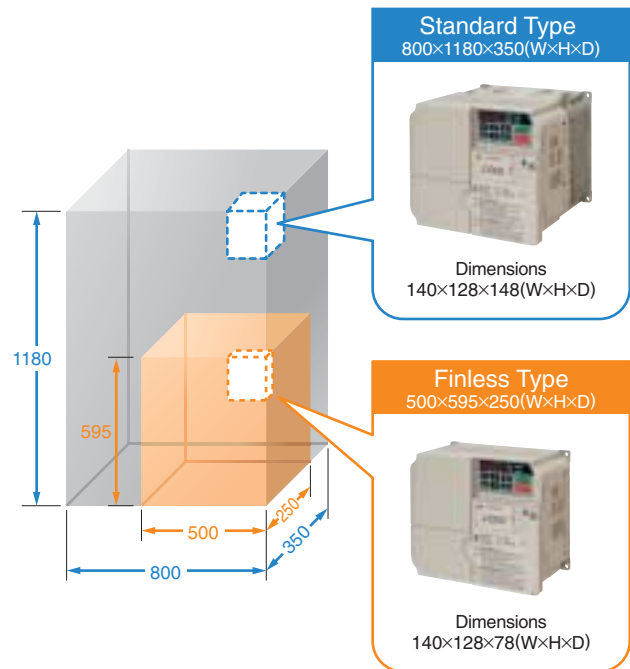 Standard Type
800×1180×350(W×H×D)
Dimensions
140×128×148(W×H×D)
1180
595
500
250
350
800
Finless Type
500×595×250(W×H×D)
Dimensions
140×128×78(W×H×D)